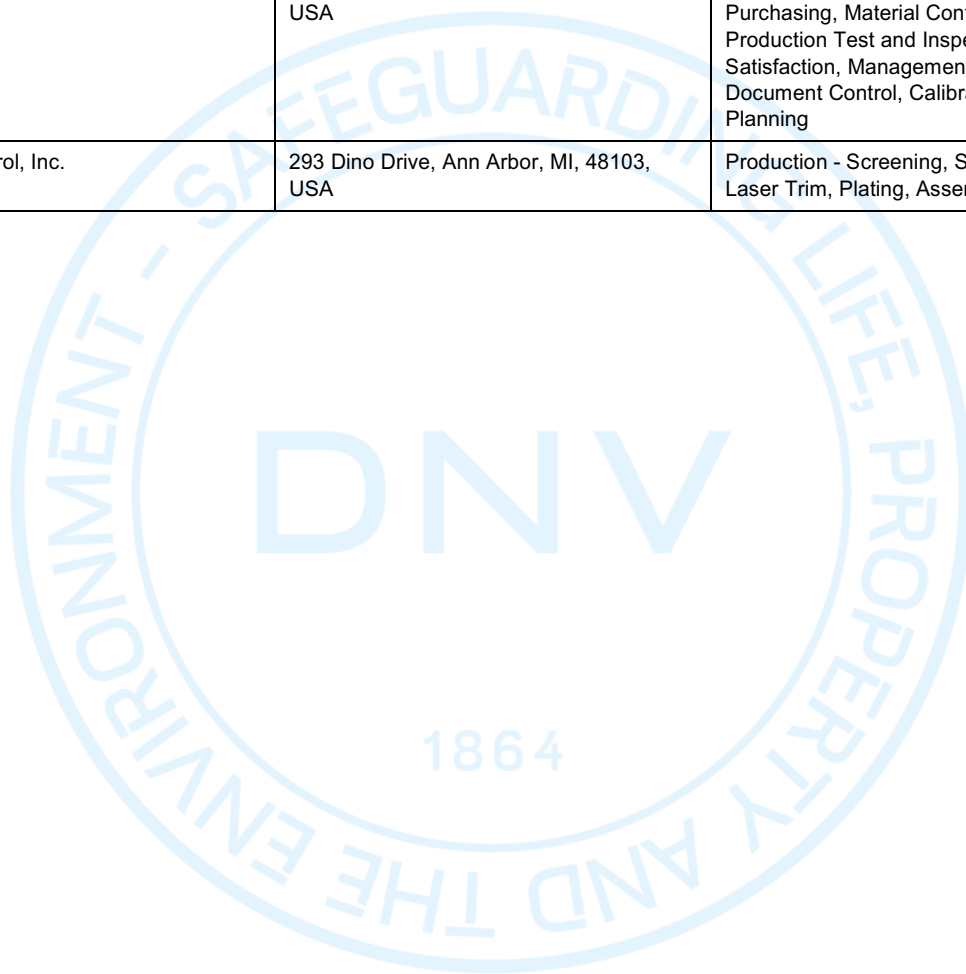 USA
Purchasing, Material
Production Test and
Satisfaction,
Document Control,
Planning
Inc.
293 Dino Drive, Ann Arbor, MI, 48103,
USA
Production - Screening,
Laser Trim, Plating,
SAFEGUARDING LIFE, PROPERTY AND THE ENVIRONMENT -
DNV
1864